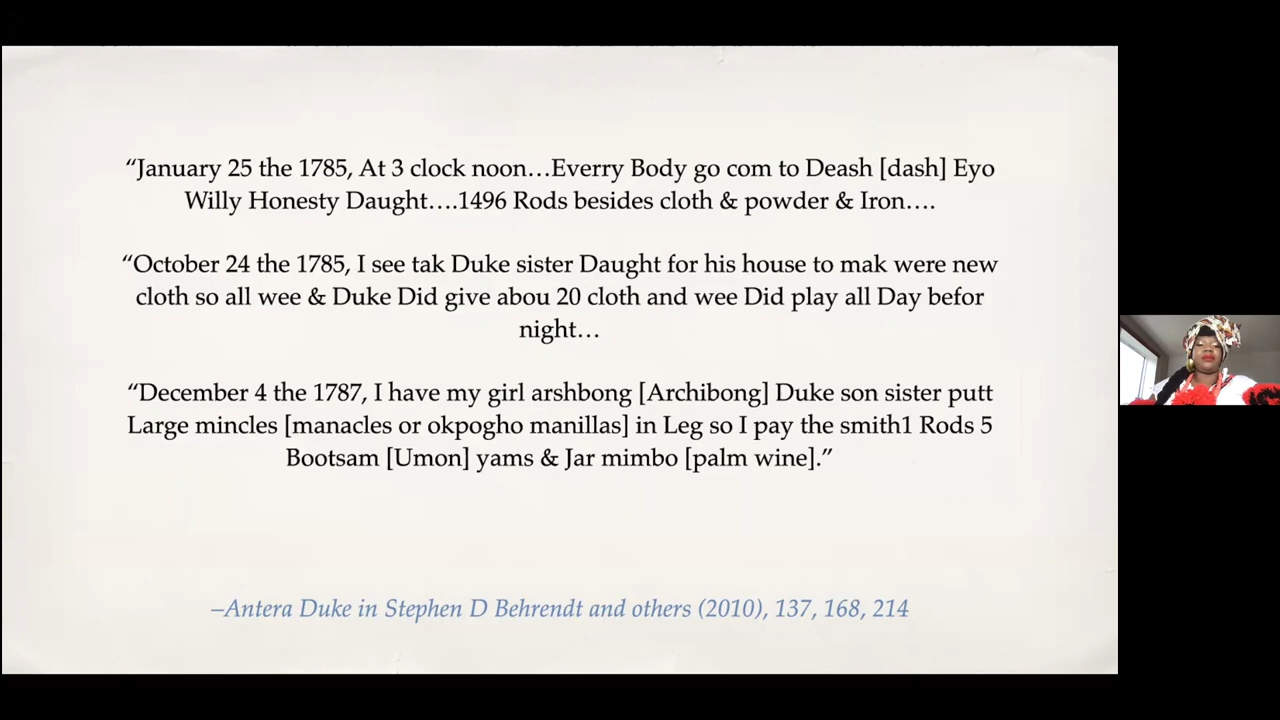 “January 25 the 1785, At 3 clock noon…Everry Body go com to Deash [dash] Eyo
Willy Honesty Daught….1496 Rods besides cloth & powder & Iron….
“October 24 the 1785, I see tak Duke sister Daught for his house to mak were new
cloth so all wee & Duke Did give abou 20 cloth and wee Did play all Day befor
night…
“December 4 the 1787, I have my girl arshbong [Archibong] Duke son sister putt
Large mincles [manacles or okpogho manillas] in Leg so I pay the smith1 Rods 5
Bootsam [Umon] yams & Jar mimbo [palm wine].”
–Antera Duke in Stephen D Behrendt and others (2010), 137, 168, 214